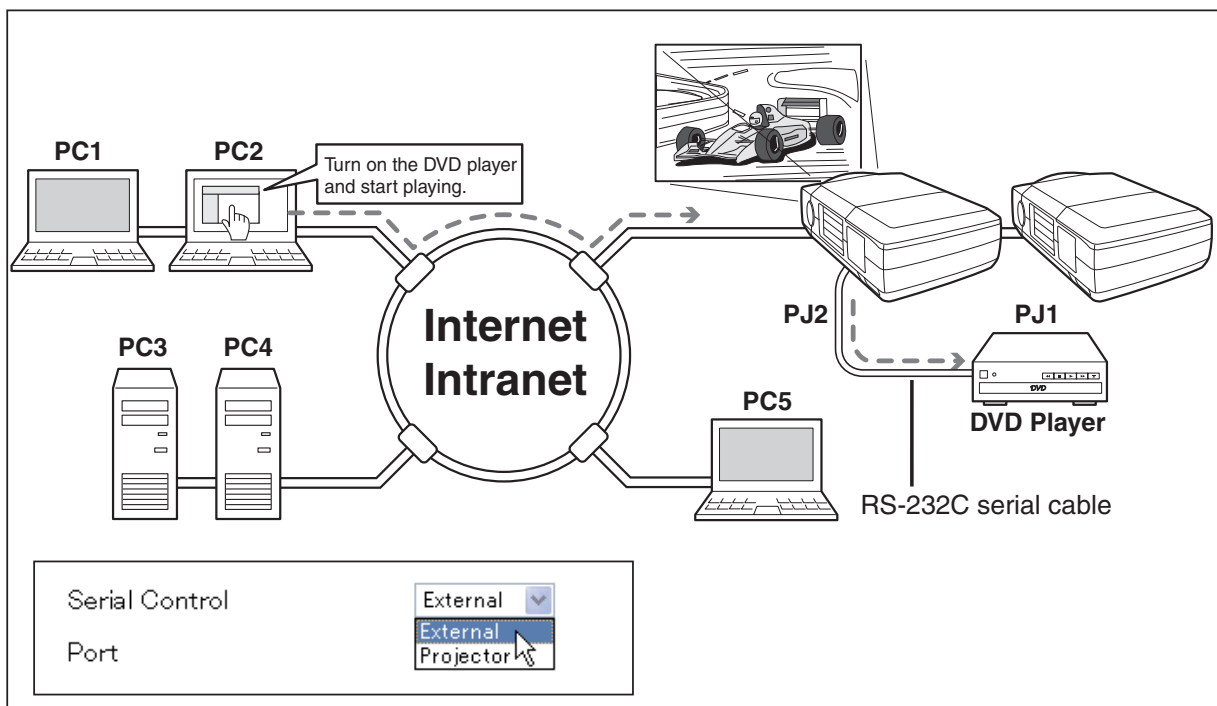 PC1
PC2
Turn on the DVD player
and start playing.
Internet
Intranet
PJ2
PJ1
PC3
PC4
PC5
DVD
DVD Player
RS-232C serial cable
Serial Control
External
External
Port
Projector